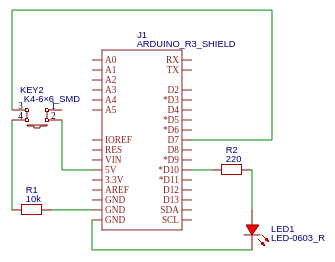 J1
ARDUINO_R3_SHIELD
A0
A1
A2
A3
A4
A5
IOREF
RES
VIN
5V
3.3V
AREF
GND
GND
GND
RX
TX
D2
*D3
D4
*D5
*D6
D7
D8
*D9
*D10
*D11
D12
D13
SDA
SCL
KEY2
K4-6×6_SMD
3
1
4
2
R1
10k
R2
220
LED1
LED-0603_R